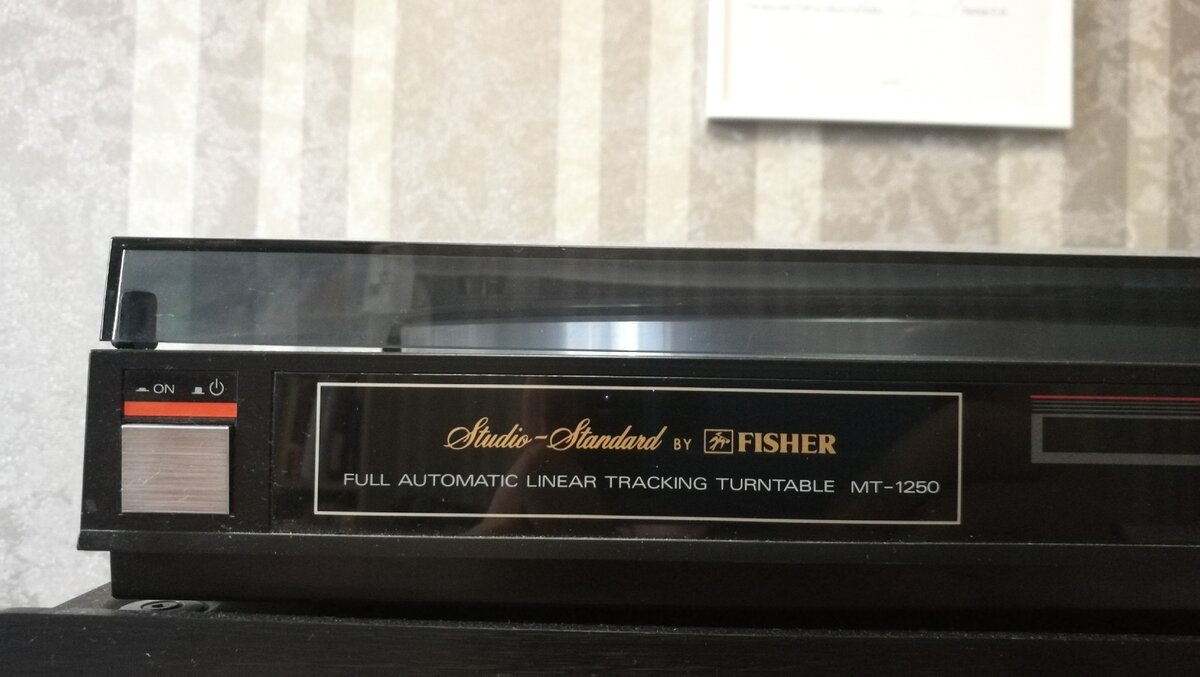 ON
Studio-Standard BY FISHER
FULL AUTOMATIC LINEAR TRACKING TURNTABLE MT-1250